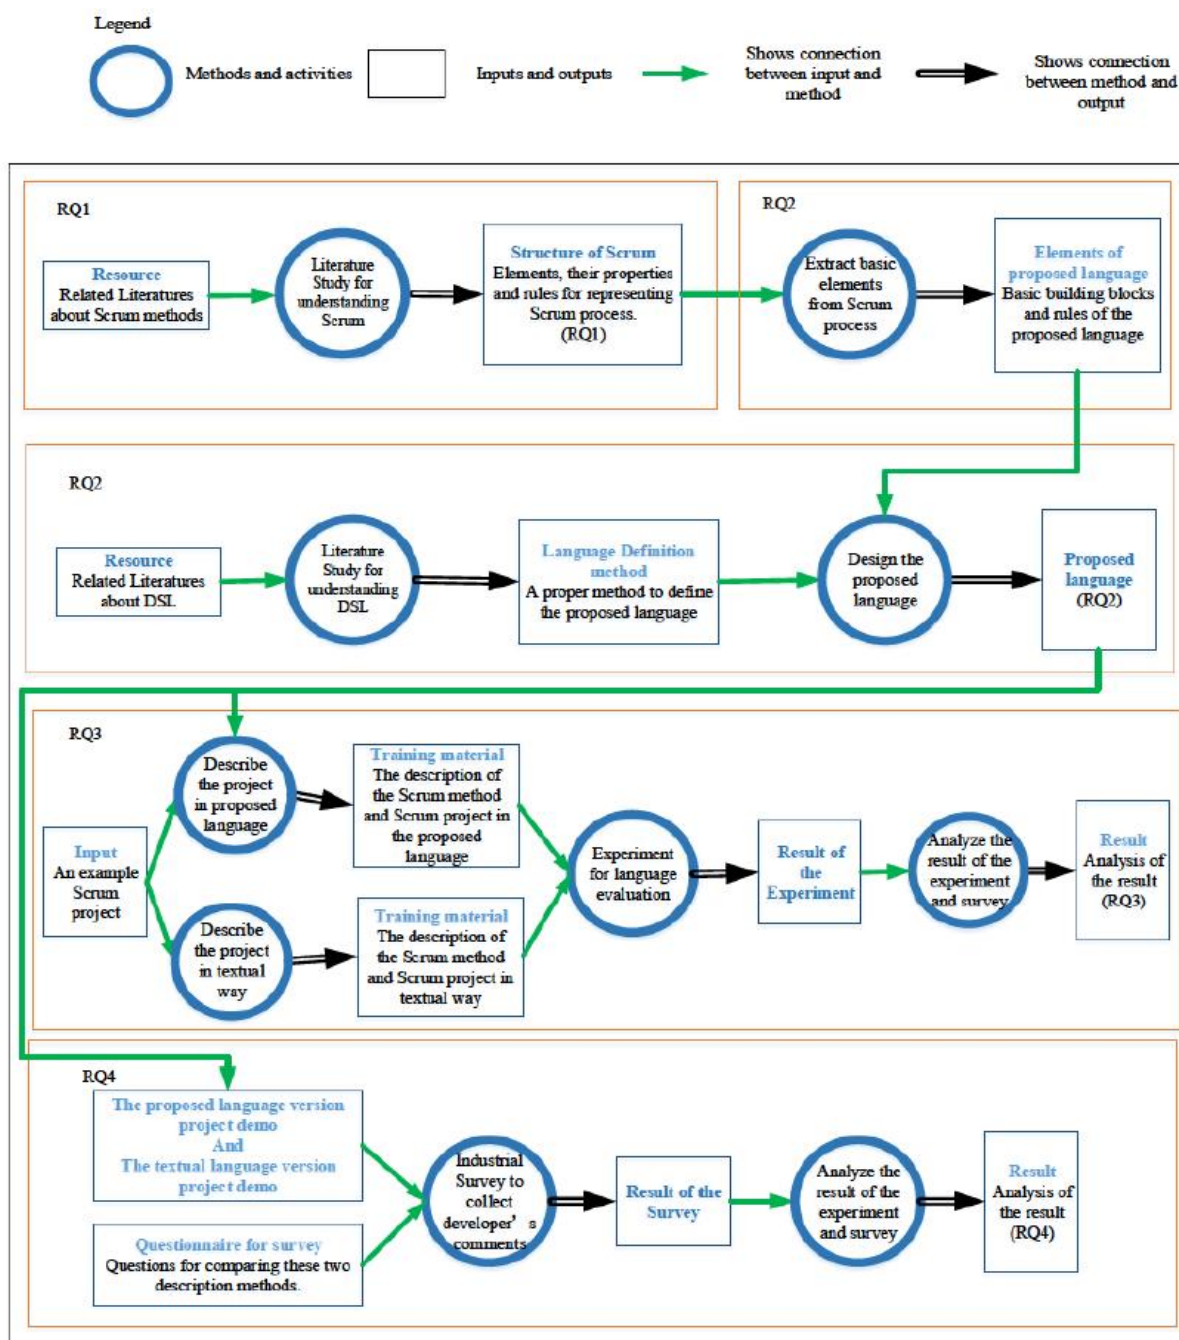 Legend
Methods and activities
Inputs and outputs
Shows connection
between input and
method
Shows connection
between method and
output
RQ1
Resource
Related Literatures
about Scrum methods
Literature
Study for
understanding
Scrum
Structure of Scrum
Elements, their properties
and rules for representing
Scrum process.
(RQ1)
RQ2
Extract basic
elements
from Scrum
process
Elements of
proposed language
Basic building blocks
and rules of the
proposed language
RQ2
Resource
Related Literatures
about DSL
Literature
Study for
understanding
DSL
Language Definition
method
A proper method to define
the proposed language
Design the
proposed
language
Proposed
language
(RQ2)
RQ3
Input
An example
Scrum
project
Describe
the project
in proposed
language
Training material
The description of
the Scrum method
and Scrum project in
the proposed
language
Describe
the project
in textual
way
Training material
The description of
the Scrum method
and Scrum project in
textual way
Experiment
for language
evaluation
Result of
the
Experiment
Analyze the
result of the
experiment
and survey
Result
Analysis of
the result
(RQ3)
RQ4
The proposed language version
project demo
And
The textual language version
project demo
Questionnaire for survey
Questions for comparing these two
description methods.
Industrial
Survey to
collect
developer’s
comments
Result of the
Survey
Analyze the
result of the
experiment
and survey
Result
Analysis of
the result
(RQ4)